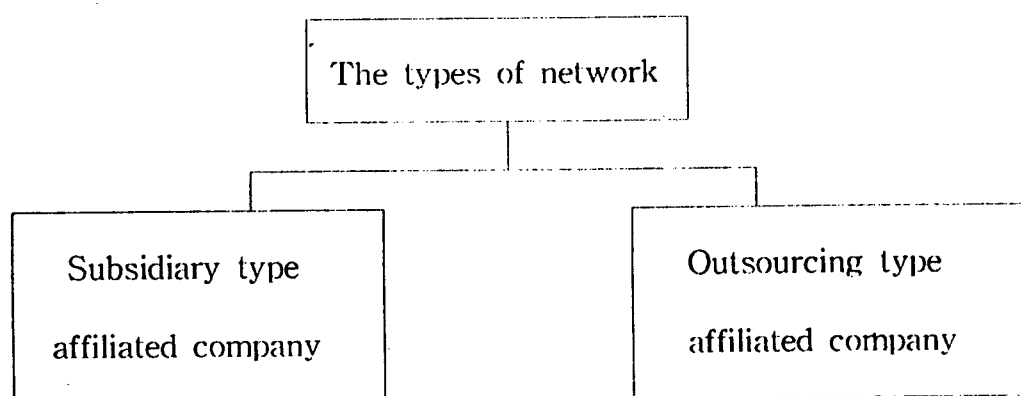 The types of network
Subsidiary type
affiliated company
Outsourcing type
affiliated company